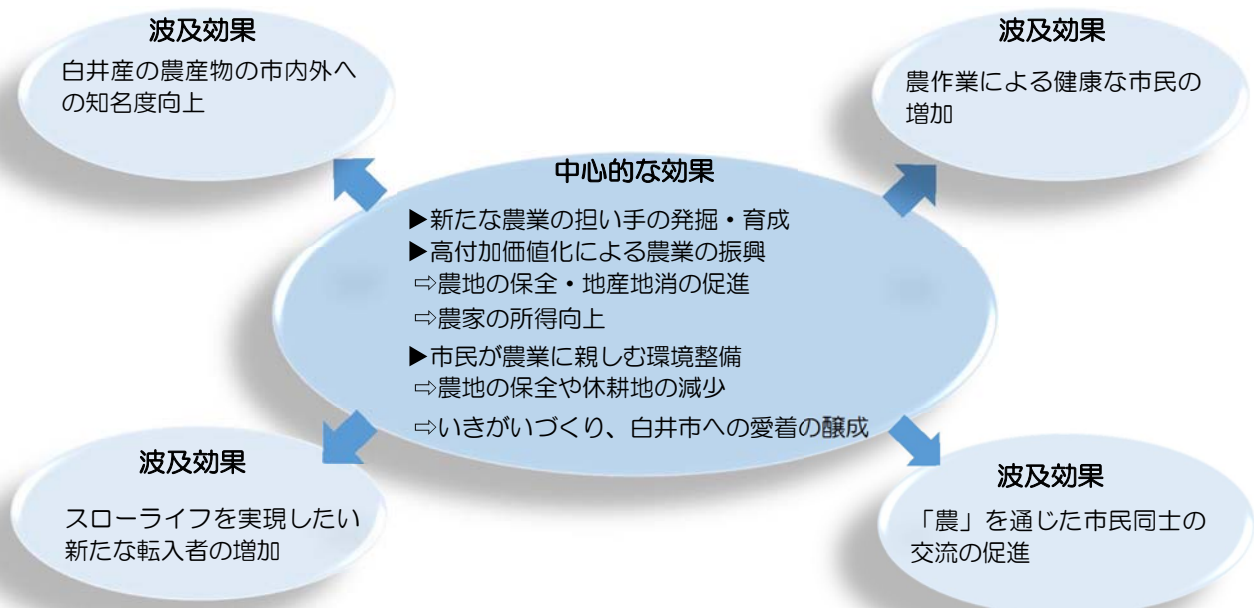 波及効果
白井産の農産物の市内外へ
の知名度向上
波及効果
農作業による健康な市民の
増加
中心的な効果
▶新たな農業の担い手の発掘・育成
▶高付加価値化による農業の振興
⇨農地の保全・地産地消の促進
⇨農家の所得向上
▶市民が農業に親しむ環境整備
⇨農地の保全や休耕地の減少
⇨いきがいづくり、白井市への愛着の醸成
波及効果
スローライフを実現したい
新たな転入者の増加
波及効果
「農」を通じた市民同士の
交流の促進